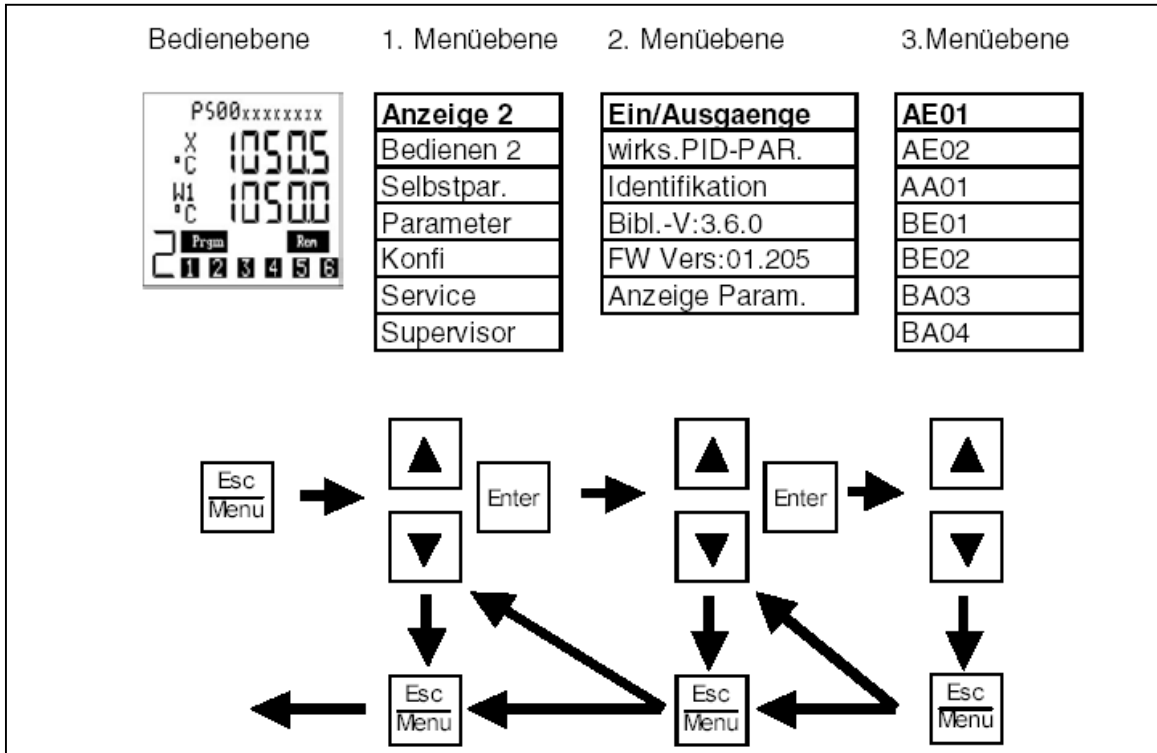 Bedienebene 1. Menüebene 2. Menüebene 3.Menüebene
PS00xxxxxxxx
X
°C 1050.5
W1
°C 1050.0
Prgm Rem
2 1 2 3 4 5 6
Anzeige 2
Bedienen 2
Selbstpar.
Parameter
Konfi
Service
Supervisor
Ein/Ausgaenge
wirks.PID-PAR.
Identifikation
Bibl.-V:3.6.0
FW Vers:01.205
Anzeige Param.
AE01
AE02
AA01
BE01
BE02
BA03
BA04
Esc
Menu
Enter
Enter
Esc
Menu
Esc
Menu
Esc
Menu